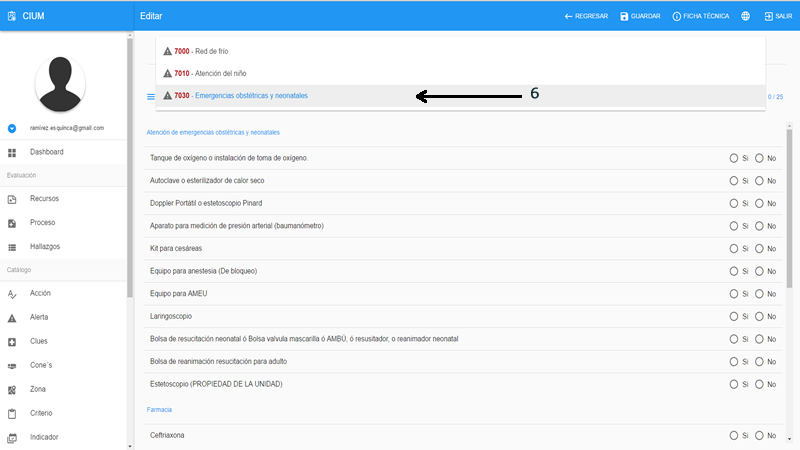 CIUM
Editar
REGRESAR
GUARDAR
FICHA TÉCNICA
SALIR
7000 - Red de frío
7010 - Atención del niño
7030 - Emergencias obstétricas y neonatales
6
0 / 25
ramirez.esquinca@gmail.com
Dashboard
Evaluación
Recursos
Proceso
Hallazgos
Catálogo
Acción
Alerta
Clues
Cone´s
Zona
Criterio
Indicador
Atención de emergencias obstétricas y neonatales
Tanque de oxígeno o instalación de toma de oxígeno. Si No
Autoclave o esterilizador de calor seco Si No
Doppler Portátil o estetoscopio Pinard Si No
Aparato para medición de presión arterial (baumanómetro) Si No
Kit para cesáreas Si No
Equipo para anestesia (De bloqueo) Si No
Equipo para AMEU Si No
Laringoscopio Si No
Bolsa de resucitación neonatal ó Bolsa valvula mascarilla ó AMBÚ, ó resusitador, o reanimador neonatal Si No
Bolsa de reanimación resucitación para adulto Si No
Estetoscopio (PROPIEDAD DE LA UNIDAD) Si No
Farmacia
Ceftriaxona Si No